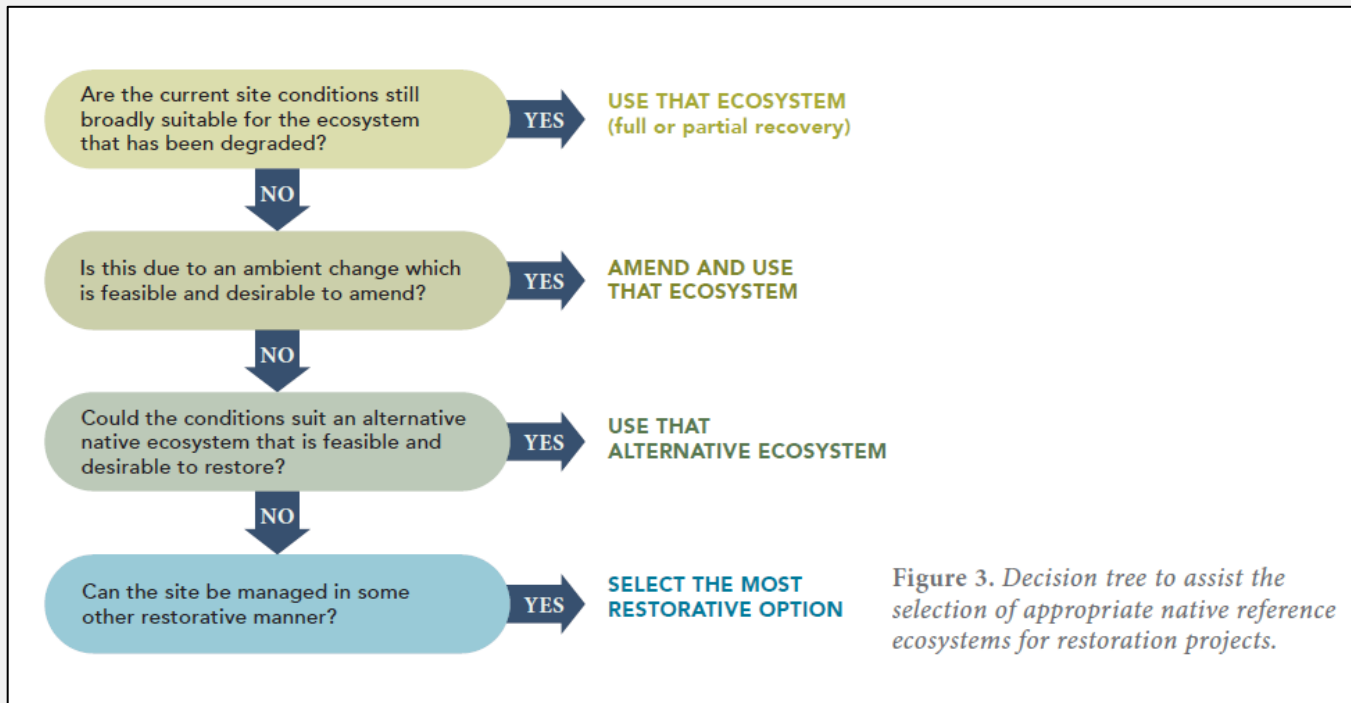 Are the current site conditions still
broadly suitable for the ecosystem
that has been degraded?
YES
USE THAT ECOSYSTEM
(full or partial recovery)
NO
Is this due to an ambient change which
is feasible and desirable to amend?
YES
AMEND AND USE
THAT ECOSYSTEM
NO
Could the conditions suit an alternative
native ecosystem that is feasible and
desirable to restore?
YES
USE THAT
ALTERNATIVE ECOSYSTEM
NO
Can the site be managed in some
other restorative manner?
YES
SELECT THE MOST
RESTORATIVE OPTION
Figure 3. Decision tree to assist the
selection of appropriate native reference
ecosystems for restoration projects.